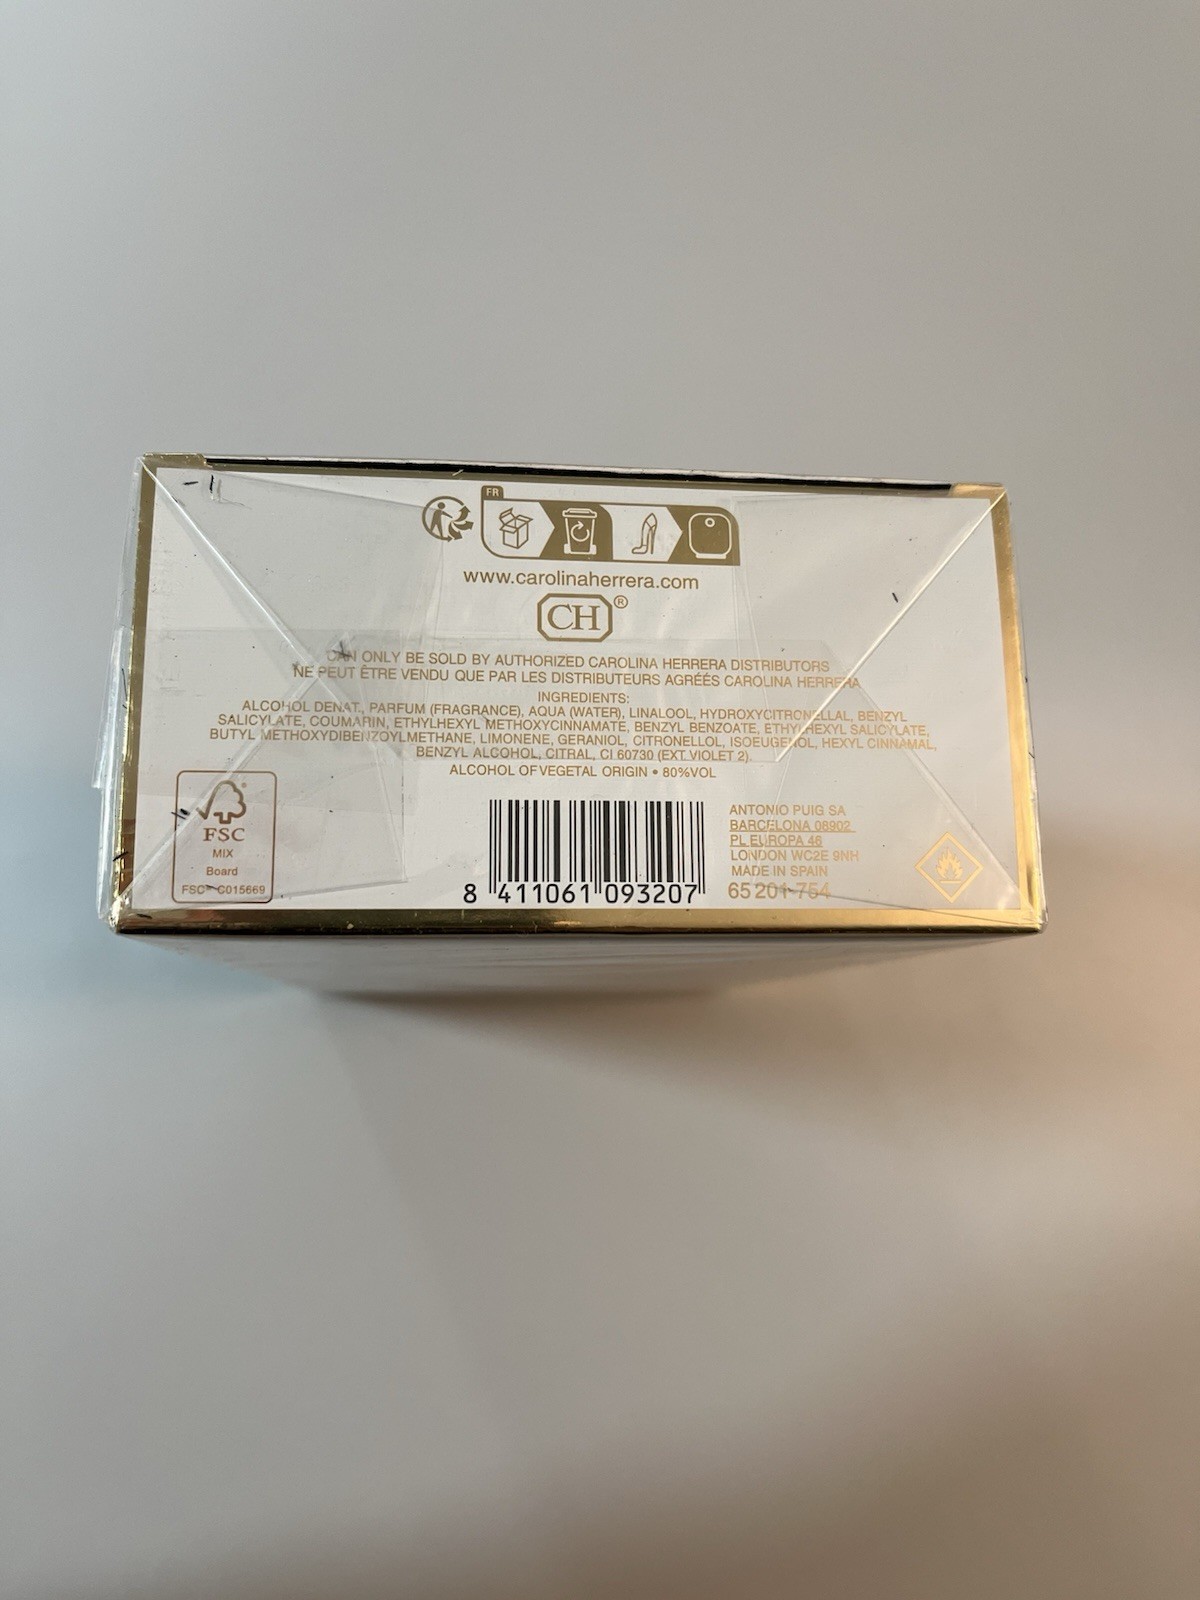 FR
www.carolinaherrera.com
CH®
CAN ONLY BE SOLD BY AUTHORIZED CAROLINA HERRERA DISTRIBUTORS
NE PEUT ÊTRE VENDU QUE PAR LES DISTRIBUTEURS AGRÉÉS CAROLINA HERRERA
INGREDIENTS:
ALCOHOL DENAT., PARFUM (FRAGRANCE), AQUA (WATER), LINALOOL, HYDROXYCITRONELLAL, BENZYL
SALICYLATE, COUMARIN, ETHYLHEXYL METHOXYCINNAMATE, BENZYL BENZOATE, ETHYLHEXYL SALICYLATE,
BUTYL METHOXYDIBENZOYLMETHANE, LIMONENE, GERANIOL, CITRONELLOL, ISOEUGENOL, HEXYL CINNAMAL,
BENZYL ALCOHOL, CITRAL, CI 60730 (EXT. VIOLET 2).
ALCOHOL OF VEGETAL ORIGIN • 80%VOL
FSC
MIX
Board
FSC® C015669
8 411061 093207
ANTONIO PUIG SA
BARCELONA 08902
PL EUROPA 46
LONDON WC2E 9NH
MADE IN SPAIN
65 201-754